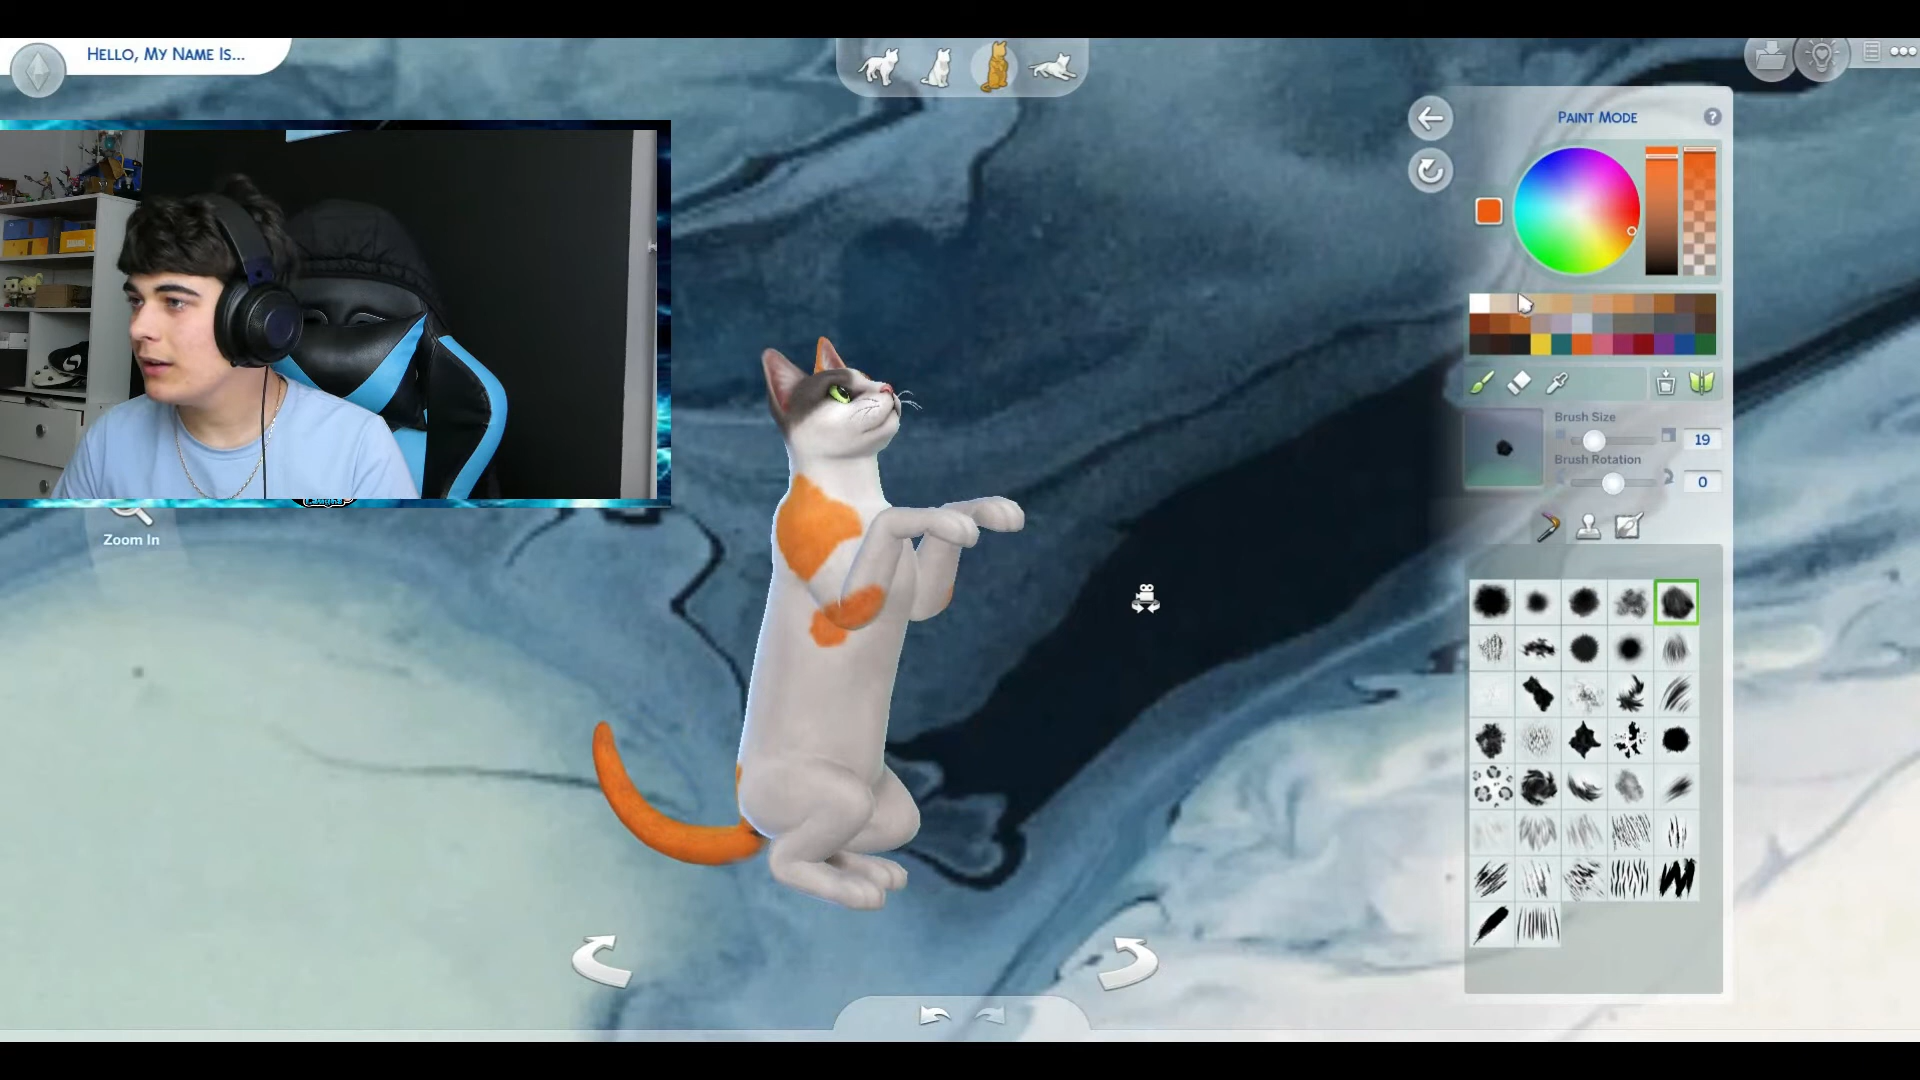 HELLO, MY NAME IS...
PAINT MODE
?
Brush Size
19
Brush Rotation
0
Zoom In